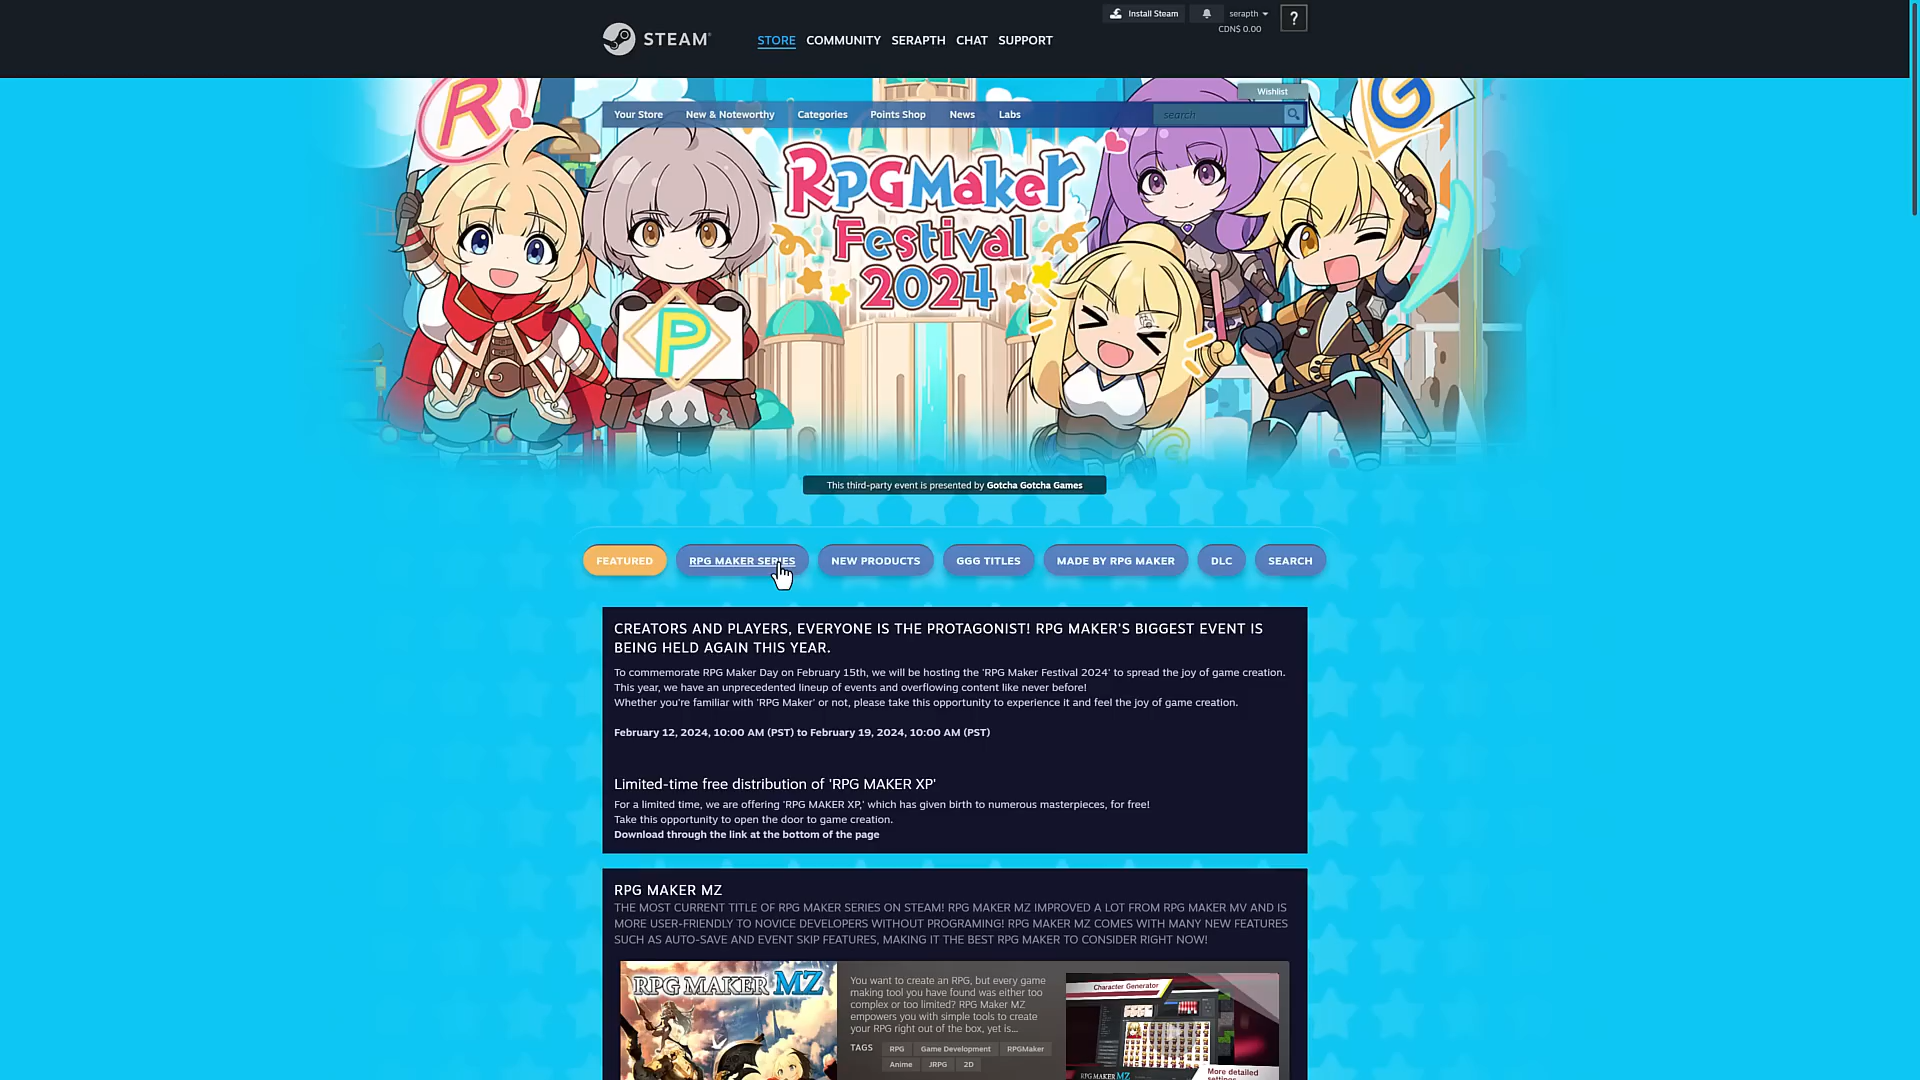 Install Steam
serapth
?
CDN$ 0.00
STEAM
STORE
COMMUNITY
SERAPTH
CHAT
SUPPORT
Wishlist
Your Store
New & Noteworthy
Categories
Points Shop
News
Labs
search
R
G
RPG Maker
Festival
2024
P
This third-party event is presented by Gotcha Gotcha Games
FEATURED
RPG MAKER SERIES
NEW PRODUCTS
GGG TITLES
MADE BY RPG MAKER
DLC
SEARCH
CREATORS AND PLAYERS, EVERYONE IS THE PROTAGONIST! RPG MAKER'S BIGGEST EVENT IS
BEING HELD AGAIN THIS YEAR.
To commemorate RPG Maker Day on February 15th, we will be hosting the 'RPG Maker Festival 2024' to spread the joy of game creation.
This year, we have an unprecedented lineup of events and overflowing content like never before!
Whether you're familiar with 'RPG Maker' or not, please take this opportunity to experience it and feel the joy of game creation.
February 12, 2024, 10:00 AM (PST) to February 19, 2024, 10:00 AM (PST)
Limited-time free distribution of 'RPG MAKER XP'
For a limited time, we are offering 'RPG MAKER XP,' which has given birth to numerous masterpieces, for free!
Take this opportunity to open the door to game creation.
Download through the link at the bottom of the page
RPG MAKER MZ
THE MOST CURRENT TITLE OF RPG MAKER SERIES ON STEAM! RPG MAKER MZ IMPROVED A LOT FROM RPG MAKER MV AND IS
MORE USER-FRIENDLY TO NOVICE DEVELOPERS WITHOUT PROGRAMING! RPG MAKER MZ COMES WITH MANY NEW FEATURES
SUCH AS AUTO-SAVE AND EVENT SKIP FEATURES, MAKING IT THE BEST RPG MAKER TO CONSIDER RIGHT NOW!
RPG MAKER MZ
You want to create an RPG, but every game
making tool you have found was either too
complex or too limited? RPG Maker MZ
empowers you with simple tools to create
your RPG right out of the box, yet is...
TAGS
RPG
Game Development
RPGMaker
Anime
JRPG
2D
Character Generator
RPG MAKER MZ
More detailed
settings